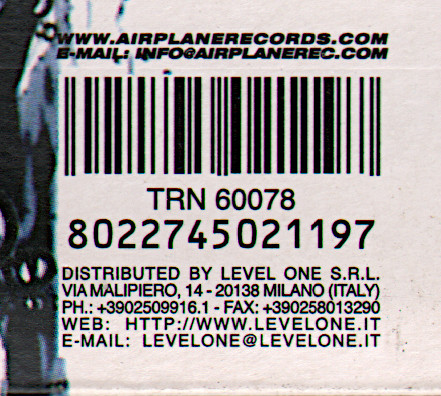 WWW.AIRPLANERECORDS.COM
E-MAIL: INFO@AIRPLANEREC.COM
TRN 60078
8022745021197
DISTRIBUTED BY LEVEL ONE S.R.L.
VIA MALIPIERO, 14 - 20138 MILANO (ITALY)
PH.: +3902509916.1 - FAX: +390258013290
WEB: HTTP://WWW.LEVELONE.IT
E-MAIL: LEVELONE@LEVELONE.IT